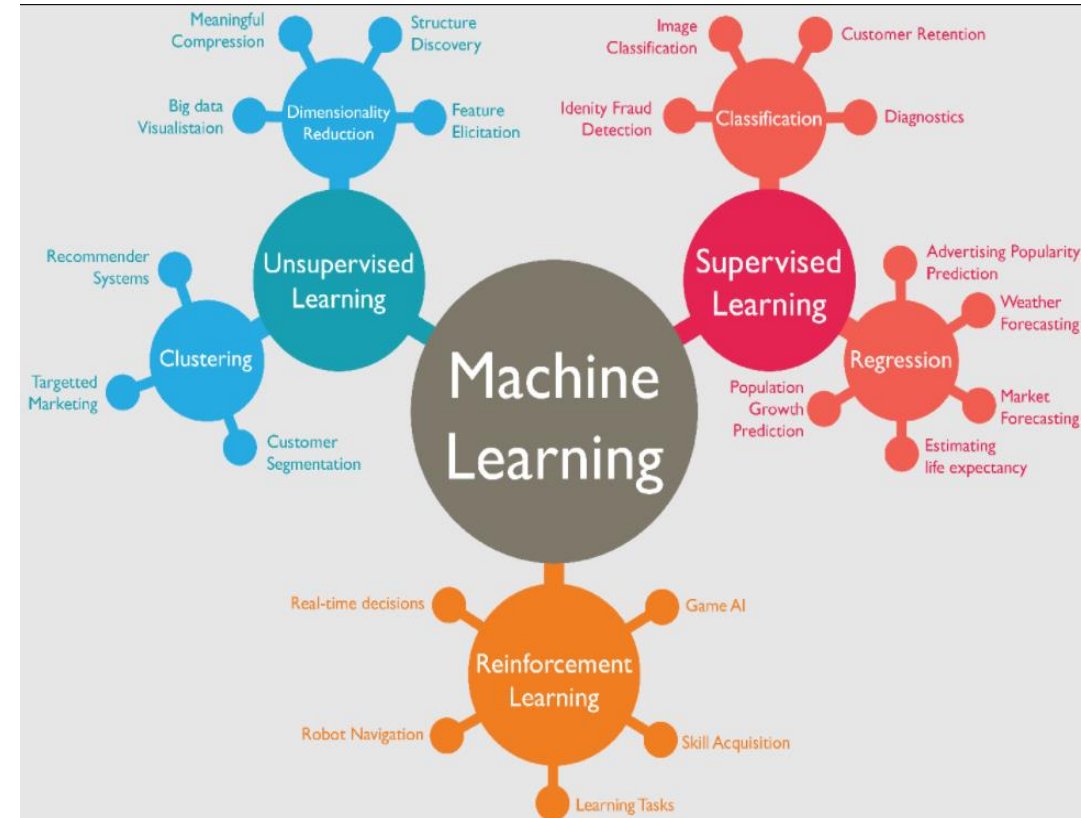 Meaningful
Compression
Structure
Discovery
Big data
Visualistaion
Dimensionality
Reduction
Feature
Elicitation
Image
Classification
Customer Retention
Idenity Fraud
Detection
Classification
Diagnostics
Recommender
Systems
Unsupervised
Learning
Clustering
Targetted
Marketing
Customer
Segmentation
Machine
Learning
Supervised
Learning
Advertising Popularity
Prediction
Weather
Forecasting
Regression
Population
Growth
Prediction
Market
Forecasting
Estimating
life expectancy
Real-time decisions
Game AI
Reinforcement
Learning
Robot Navigation
Skill Acquisition
Learning Tasks